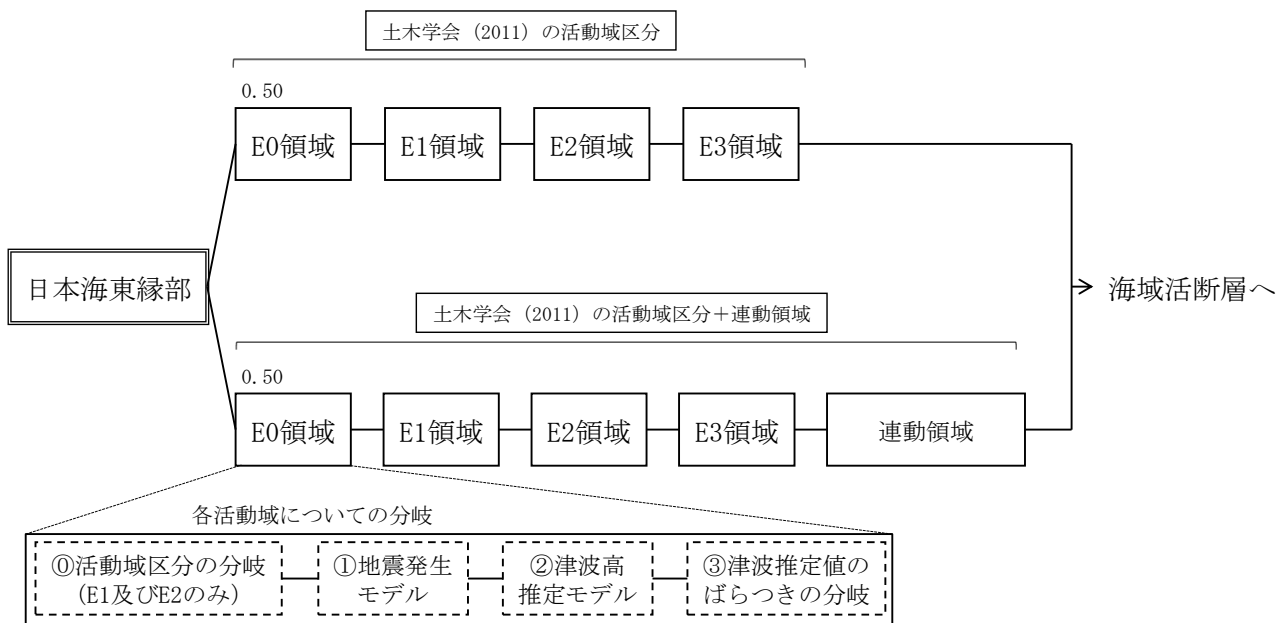 土木学会（2011）の活動域区分
0.50
E0領域
E1領域
E2領域
E3領域
日本海東縁部
海域活断層へ
土木学会（2011）の活動域区分＋連動領域
0.50
E0領域
E1領域
E2領域
E3領域
連動領域
各活動域についての分岐
⓪活動域区分の分岐
（E1及びE2のみ）
①地震発生
モデル
②津波高
推定モデル
③津波推定値の
ばらつきの分岐